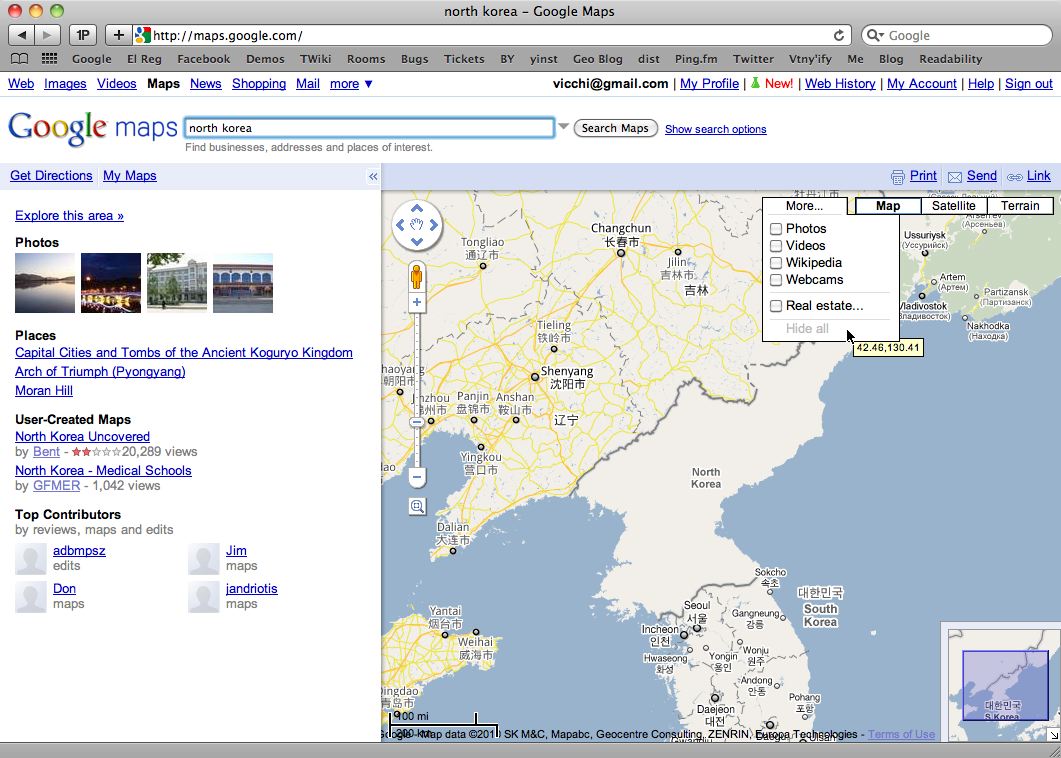 north korea – Google Maps
1P
http://maps.google.com/
Google
Google El Reg Facebook Demos TWiki Rooms Bugs Tickets BY yinst Geo Blog dist Ping.fm Twitter Vtny'ify Me Blog Readability
Web Images Videos Maps News Shopping Mail more ▼
vicchi@gmail.com | My Profile | New! | Web History | My Account | Help | Sign out
Google maps
north korea
Search Maps
Show search options
Find businesses, addresses and places of interest.
Get Directions My Maps
«
Print Send Link
Explore this area »
Photos
Places
Capital Cities and Tombs of the Ancient Koguryo Kingdom
Arch of Triumph (Pyongyang)
Moran Hill
User-Created Maps
North Korea Uncovered
by Bent - ★★☆☆☆20,289 views
North Korea - Medical Schools
by GFMER - 1,042 views
Top Contributors
by reviews, maps and edits
adbmpsz
edits
Jim
maps
Don
maps
jandriotis
maps
More...
Map
Satellite
Terrain
Photos
Videos
Wikipedia
Webcams
Real estate...
Hide all
42.46,130.41
Changchun
长春市
Tongliao
通辽市
Jilin
吉林市
吉林
Ussuriysk
(Уссурийск)
Artem
(Артем)
Partizansk
(Партизанск)
Vladivostok
Nakhodka
(Находка)
Tieling
铁岭市
Shenyang
沈阳市
朝阳市
Panjin
盘锦市
Anshan
鞍山市
辽宁
Yingkou
营口市
North
Korea
Dalian
大连市
Sokcho
속초
대한민국
South
Korea
Seoul
서울
Gangneung
강릉
Incheon
인천
Yantai
烟台市
Weihai
威海市
Hwaseong
화성
Yongin
용인
Wonju
원주
Andong
안동
Pohang
포항
Daejeon
대전
Qingdao
青岛市
100 mi
200 km
Map data ©201 SK M&C, Mapabc, Geocentre Consulting, ZENRIN, Europa Technologies - Terms of Use
대한민국
S Korea